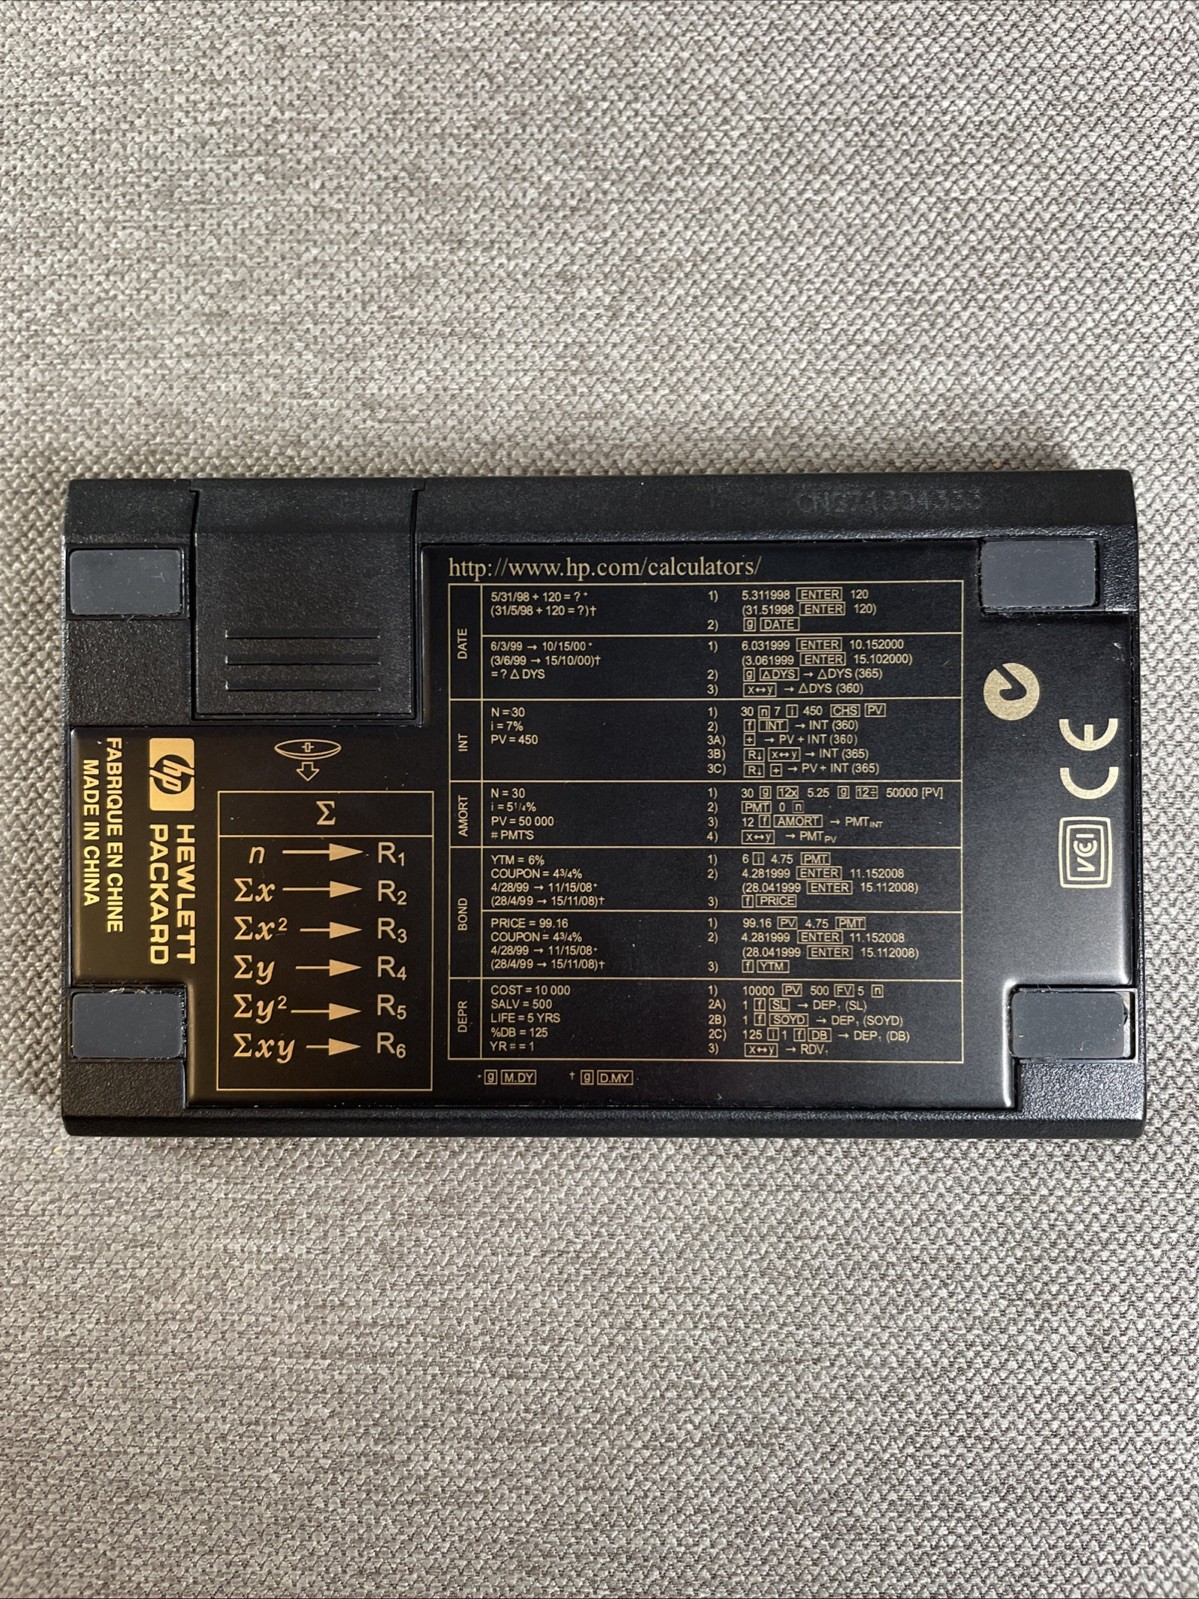 CN271304333
http://www.hp.com/calculators/
DATE
5/31/98 + 120 = ? *
(31/5/98 + 120 = ?)†
1) 5.311998 ENTER 120
(31.51998 ENTER 120)
2) g DATE
6/3/99 → 10/15/00 *
(3/6/99 → 15/10/00)†
= ? Δ DYS
1) 6.031999 ENTER 10.152000
(3.061999 ENTER 15.102000)
2) g ΔDYS → ΔDYS (365)
3) x↔y → ΔDYS (360)
INT
N = 30
i = 7%
PV = 450
1) 30 n 7 i 450 CHS PV
2) f INT → INT (360)
3A) + → PV + INT (360)
3B) R↓ x↔y → INT (365)
3C) R↓ + → PV + INT (365)
AMORT
N = 30
i = 5¹/₄%
PV = 50 000
# PMT'S
1) 30 g 12x 5.25 g 12÷ 50000 [PV]
2) PMT 0 n
3) 12 f AMORT → PMT INT
4) x↔y → PMT PV
BOND
YTM = 6%
COUPON = 4³/₄%
4/28/99 → 11/15/08 *
(28/4/99 → 15/11/08)†
1) 6 i 4.75 PMT
2) 4.281999 ENTER 11.152008
(28.041999 ENTER 15.112008)
3) f PRICE
PRICE = 99.16
COUPON = 4³/₄%
4/28/99 → 11/15/08 *
(28/4/99 → 15/11/08)†
1) 99.16 PV 4.75 PMT
2) 4.281999 ENTER 11.152008
(28.041999 ENTER 15.112008)
3) f YTM
DEPR
COST = 10 000
SALV = 500
LIFE = 5 YRS
%DB = 125
YR = = 1
1) 10000 PV 500 FV 5 n
2A) 1 f SL → DEP₁ (SL)
2B) 1 f SOYD → DEP₁ (SOYD)
2C) 125 i 1 f DB → DEP₁ (DB)
3) x↔y → RDV₁
* g M.DY † g D.MY
Σ
n → R₁
Σx → R₂
Σx² → R₃
Σy → R₄
Σy² → R₅
Σxy → R₆
hp
HEWLETT
PACKARD
FABRIQUE EN CHINE
MADE IN CHINA
CE
VCI